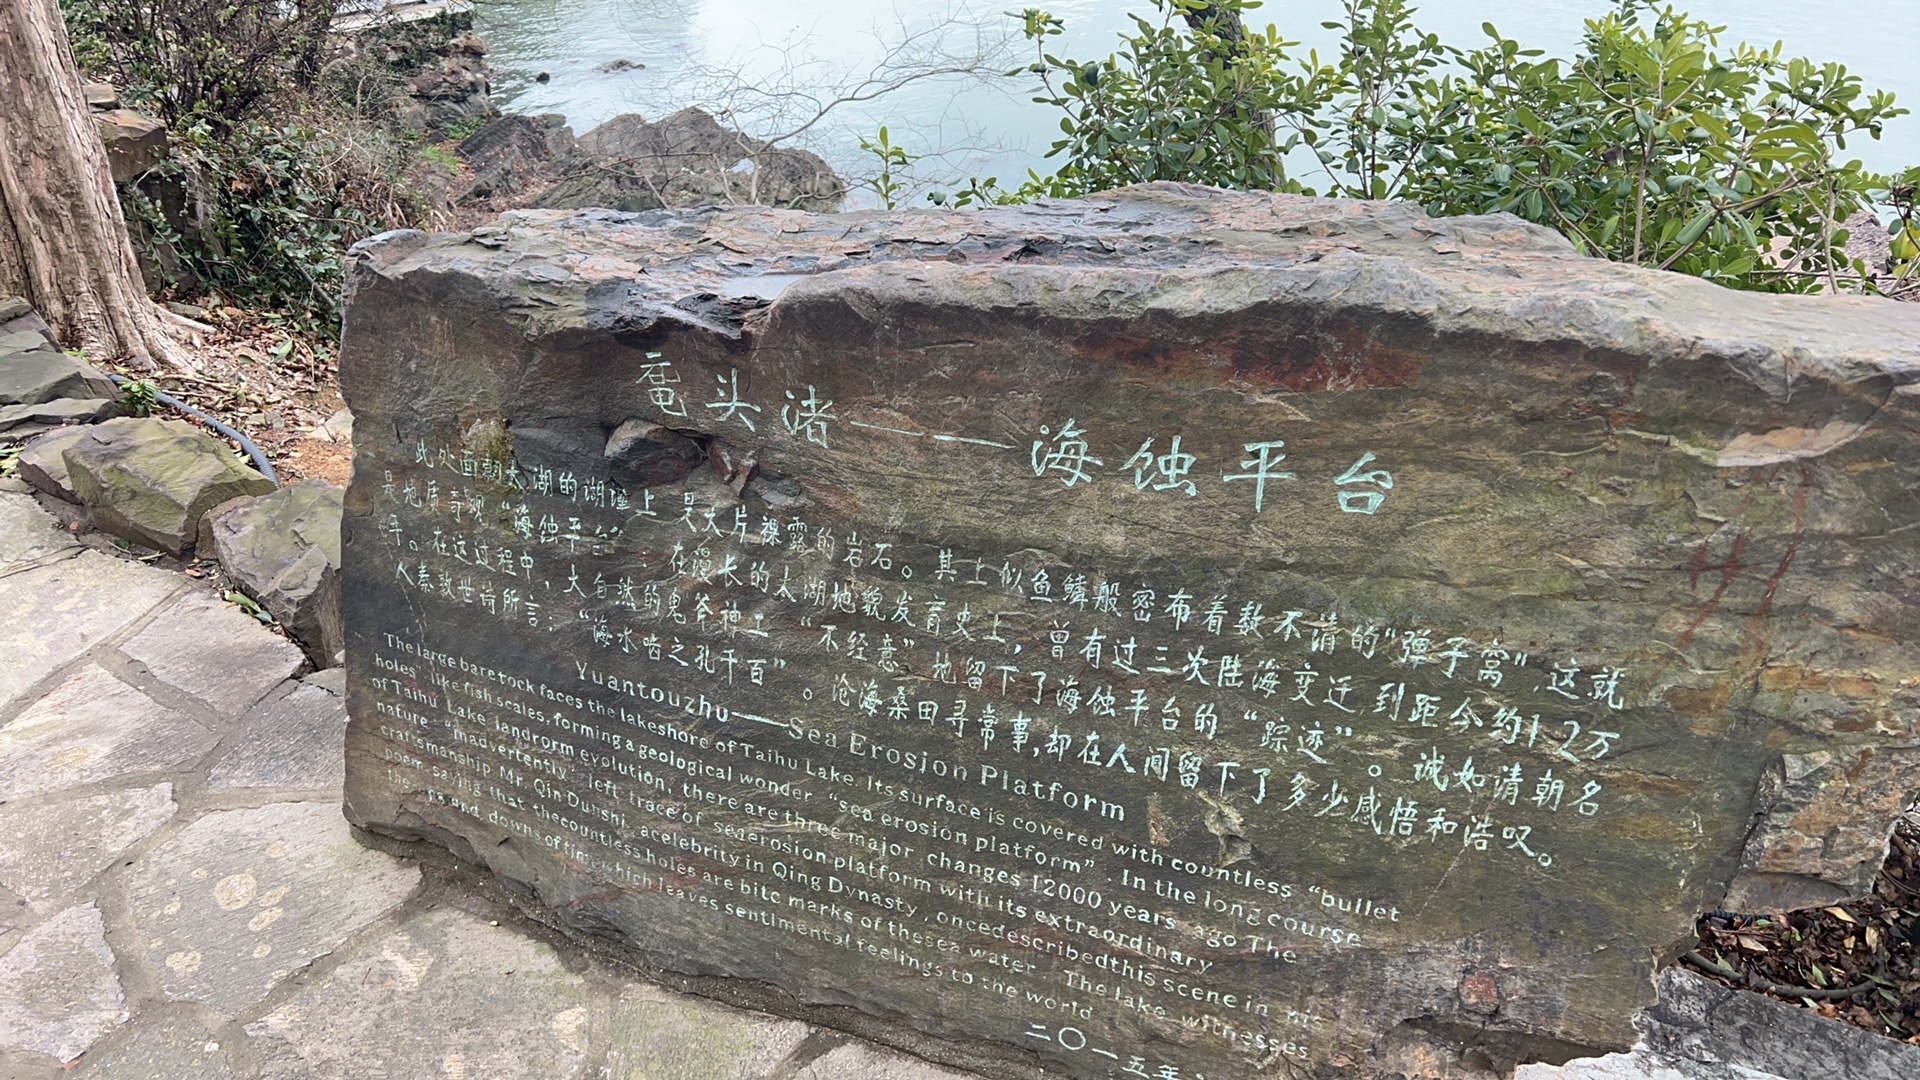 鼋头渚——海蚀平台
此处面朝太湖的湖堐上 是大片裸露的岩石。其上似鱼鳞般密布着数不清的“弹子窝”，这就
是地质奇观“海蚀平台”：在漫长的太湖地貌发育史上，曾有过三次陆海变迁 到距今约1·2万
年。在这过程中，大自然的鬼斧神工“不经意”地留下了海蚀平台的“踪迹”。诚如清朝名
人秦敦世诗所言：“海水啮之孔千百”。沧海桑田寻常事，却在人间留下了多少感悟和浩叹。
Yuantouzhu——Sea Erosion Platform
The large bare rock faces the lakeshore of Taihu Lake. Its surface is covered with countless “bullet
holes” like fish scales, forming a geological wonder “sea erosion platform”. In the long course
of Taihu Lake landform evolution, there are three major changes 12000 years ago The
nature “inadvertently” left trace of sea erosion platform with its extraordinary
craftsmanship Mr. Qin Dunshi, acelebrity in Qing Dynasty, oncedescribedthis scene in his
poem, saying that thecountless holes are bite marks of thesea water. The lake witnesses
the ups and downs of time which leaves sentimental feelings to the world
二〇一五年